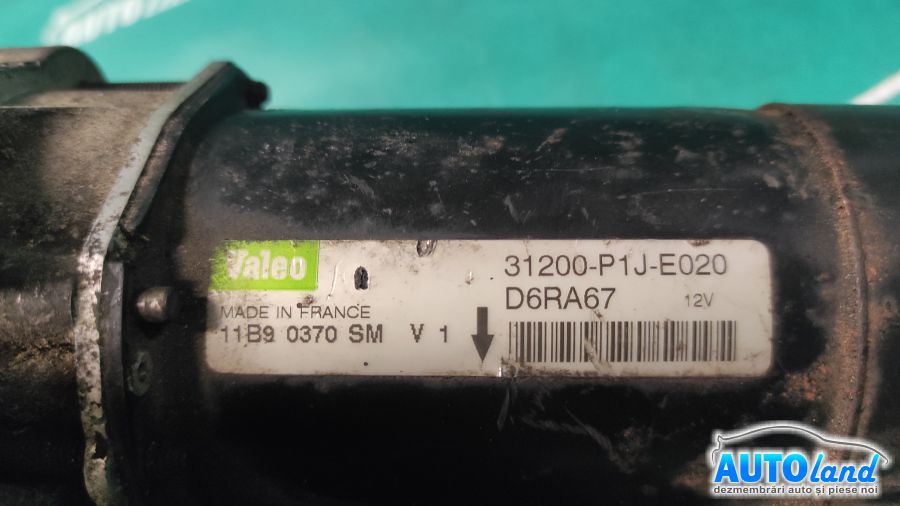 Valeo
31200-P1J-E020
D6RA67 12V
MADE IN FRANCE
11B9 0370 SM V 1
AUTOland
dezmembrări auto și piese noi